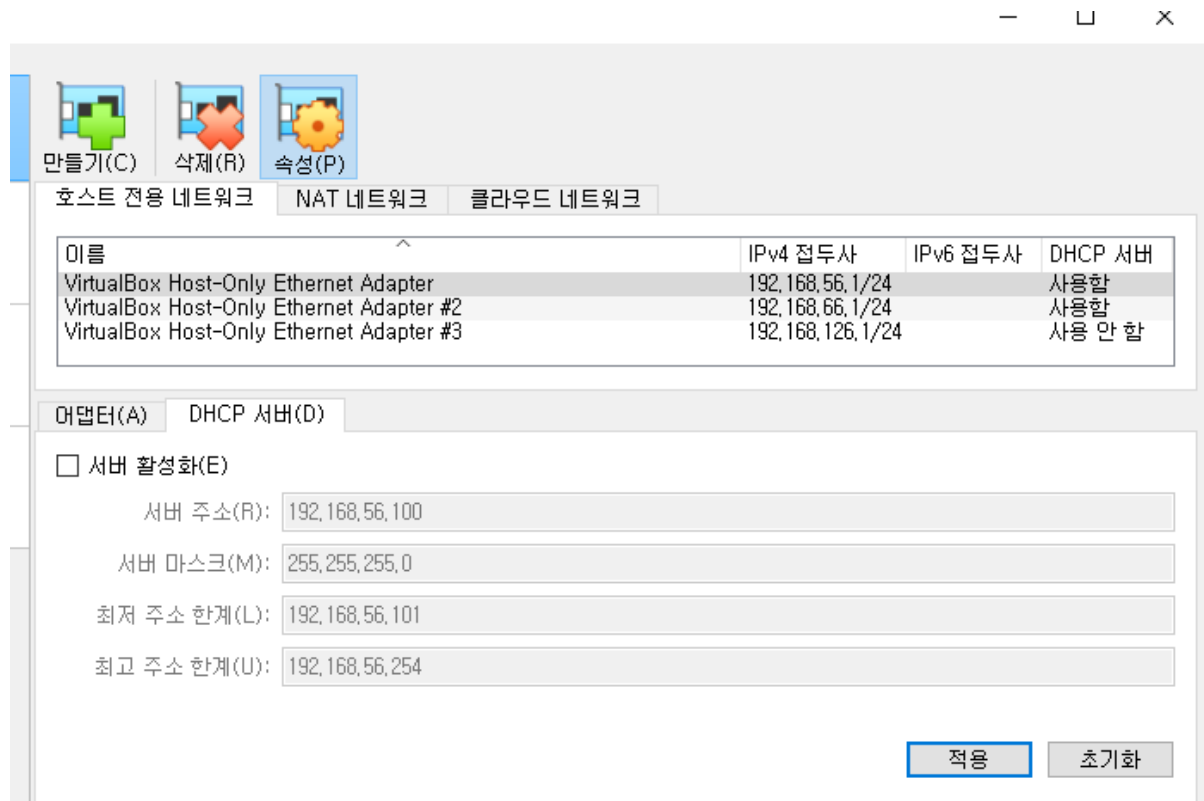 만들기(C) 삭제(R) 속성(P)
호스트 전용 네트워크 NAT 네트워크 클라우드 네트워크
이름 IPv4 접두사 IPv6 접두사 DHCP 서버
VirtualBox Host-Only Ethernet Adapter 192,168,56,1/24 사용함
VirtualBox Host-Only Ethernet Adapter #2 192,168,66,1/24 사용함
VirtualBox Host-Only Ethernet Adapter #3 192,168,126,1/24 사용 안 함
어댑터(A) DHCP 서버(D)
서버 활성화(E)
서버 주소(R): 192,168,56,100
서버 마스크(M): 255,255,255,0
최저 주소 한계(L): 192,168,56,101
최고 주소 한계(U): 192,168,56,254
적용 초기화